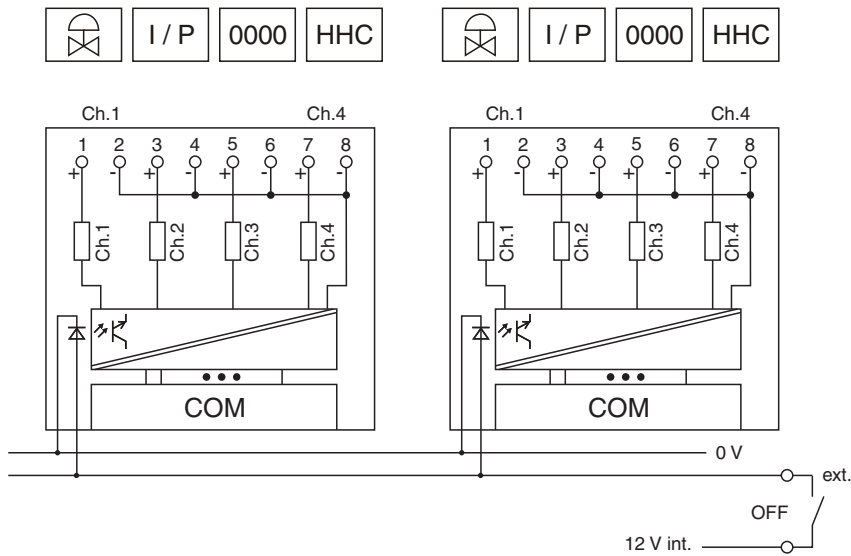 I / P 0000 HHC I / P 0000 HHC
Ch.1 Ch.4 Ch.1 Ch.4
1 2 3 4 5 6 7 8 1 2 3 4 5 6 7 8
+ - + - + - + - + - + - + - + -
Ch.1 Ch.2 Ch.3 Ch.4 Ch.1 Ch.2 Ch.3 Ch.4
COM COM
0 V
ext.
OFF
12 V int.